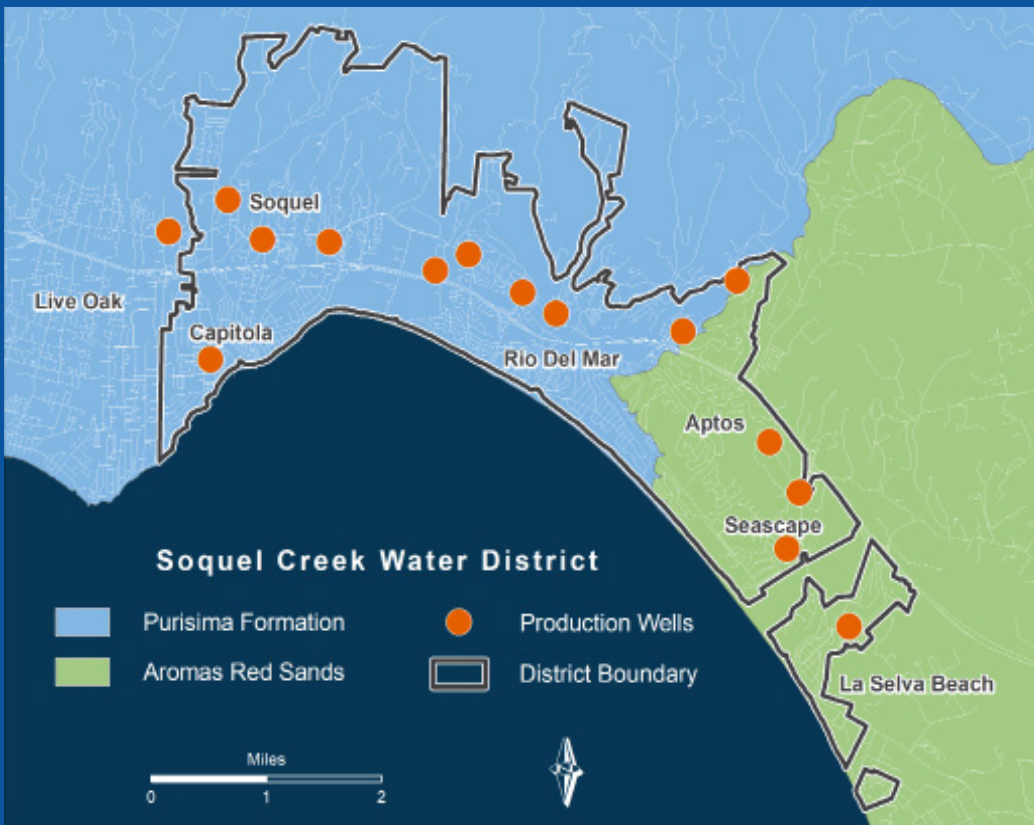 Soquel
Live Oak
Capitola
Rio Del Mar
Aptos
Seascape
La Selva Beach
Soquel Creek Water District
Purisima Formation
Production Wells
Aromas Red Sands
District Boundary
Miles
0 1 2